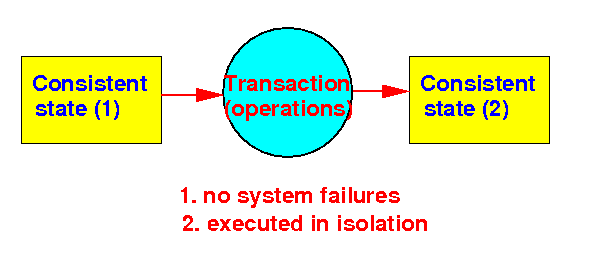 Consistent
state (1)
Transaction
(operations)
Consistent
state (2)
1. no system failures
2. executed in isolation